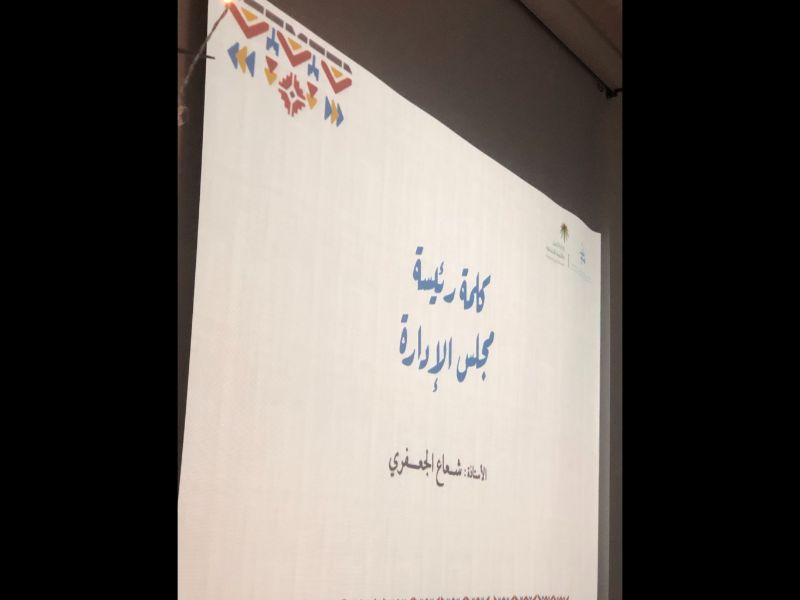 كلمة رئيسة
مجلس الإدارة
الأستاذة: شعاع الجعفري